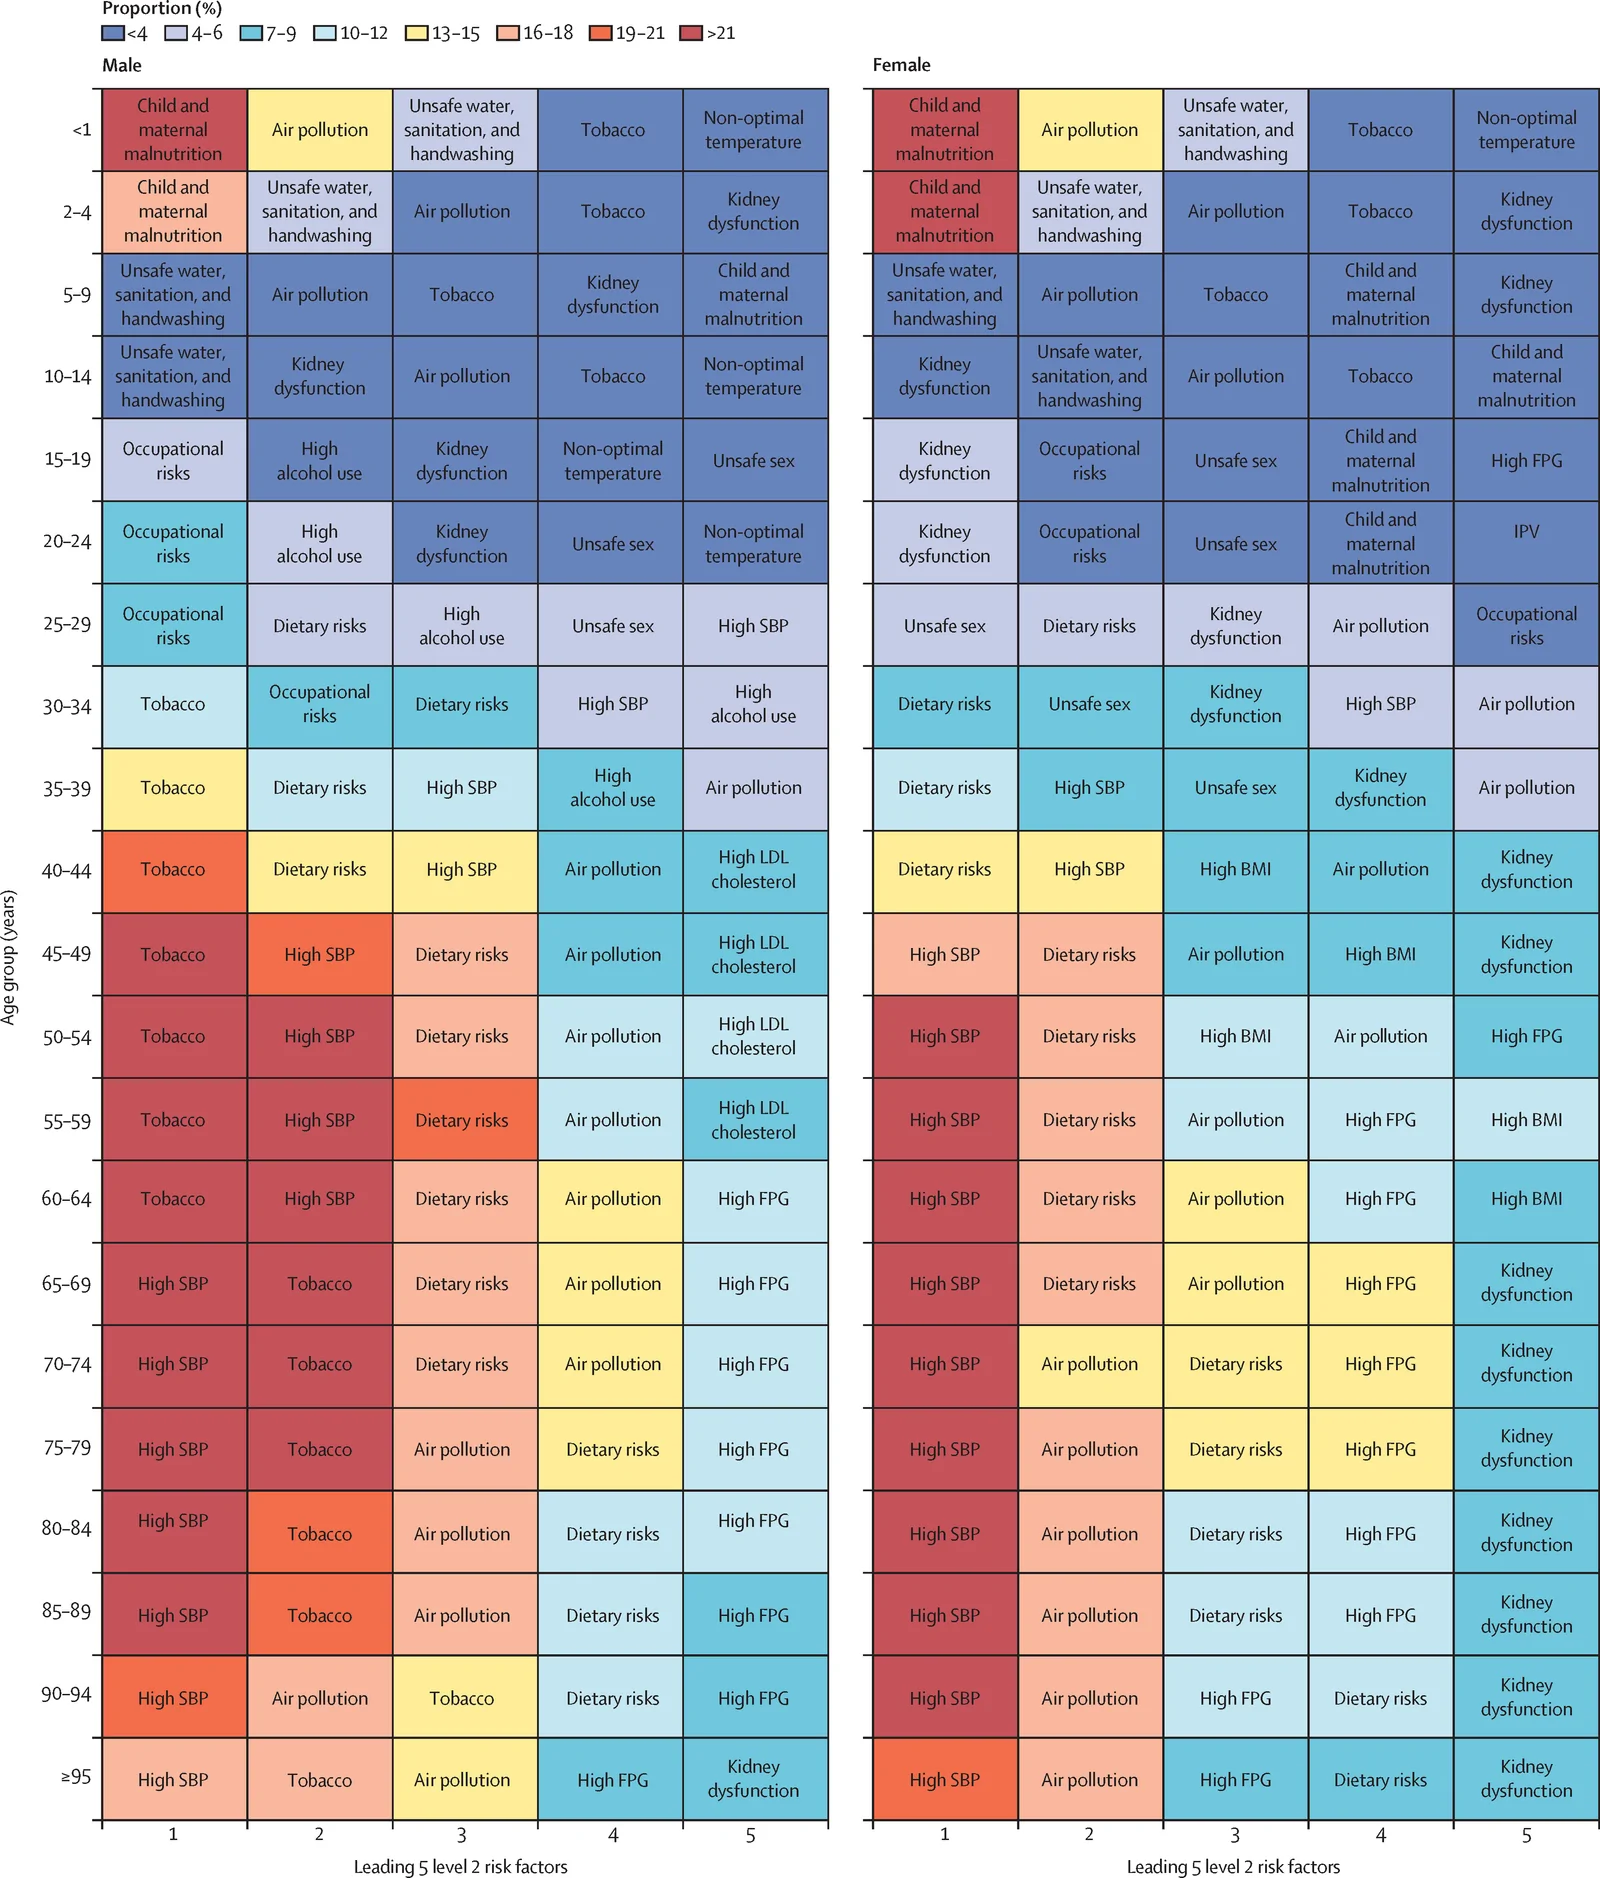 Proportion (%)
<4 4–6 7–9 10–12 13–15 16–18 19–21 >21
Male
Female
Age group (years)
<1
Child and
maternal
malnutrition
Air pollution
Unsafe water,
sanitation, and
handwashing
Tobacco
Non-optimal
temperature
Child and
maternal
malnutrition
Air pollution
Unsafe water,
sanitation, and
handwashing
Tobacco
Non-optimal
temperature
2–4
Child and
maternal
malnutrition
Unsafe water,
sanitation, and
handwashing
Air pollution
Tobacco
Kidney
dysfunction
Child and
maternal
malnutrition
Unsafe water,
sanitation, and
handwashing
Air pollution
Tobacco
Kidney
dysfunction
5–9
Unsafe water,
sanitation, and
handwashing
Air pollution
Tobacco
Kidney
dysfunction
Child and
maternal
malnutrition
Unsafe water,
sanitation, and
handwashing
Air pollution
Tobacco
Child and
maternal
malnutrition
Kidney
dysfunction
10–14
Unsafe water,
sanitation, and
handwashing
Kidney
dysfunction
Air pollution
Tobacco
Non-optimal
temperature
Kidney
dysfunction
Unsafe water,
sanitation, and
handwashing
Air pollution
Tobacco
Child and
maternal
malnutrition
15–19
Occupational
risks
High
alcohol use
Kidney
dysfunction
Non-optimal
temperature
Unsafe sex
Kidney
dysfunction
Occupational
risks
Unsafe sex
Child and
maternal
malnutrition
High FPG
20–24
Occupational
risks
High
alcohol use
Kidney
dysfunction
Unsafe sex
Non-optimal
temperature
Kidney
dysfunction
Occupational
risks
Unsafe sex
Child and
maternal
malnutrition
IPV
25–29
Occupational
risks
Dietary risks
High
alcohol use
Unsafe sex
High SBP
Unsafe sex
Dietary risks
Kidney
dysfunction
Air pollution
Occupational
risks
30–34
Tobacco
Occupational
risks
Dietary risks
High SBP
High
alcohol use
Dietary risks
Unsafe sex
Kidney
dysfunction
High SBP
Air pollution
35–39
Tobacco
Dietary risks
High SBP
High
alcohol use
Air pollution
Dietary risks
High SBP
Unsafe sex
Kidney
dysfunction
Air pollution
40–44
Tobacco
Dietary risks
High SBP
Air pollution
High LDL
cholesterol
Dietary risks
High SBP
High BMI
Air pollution
Kidney
dysfunction
45–49
Tobacco
High SBP
Dietary risks
Air pollution
High LDL
cholesterol
High SBP
Dietary risks
Air pollution
High BMI
Kidney
dysfunction
50–54
Tobacco
High SBP
Dietary risks
Air pollution
High LDL
cholesterol
High SBP
Dietary risks
High BMI
Air pollution
High FPG
55–59
Tobacco
High SBP
Dietary risks
Air pollution
High LDL
cholesterol
High SBP
Dietary risks
Air pollution
High FPG
High BMI
60–64
Tobacco
High SBP
Dietary risks
Air pollution
High FPG
High SBP
Dietary risks
Air pollution
High FPG
High BMI
65–69
High SBP
Tobacco
Dietary risks
Air pollution
High FPG
High SBP
Dietary risks
Air pollution
High FPG
Kidney
dysfunction
70–74
High SBP
Tobacco
Dietary risks
Air pollution
High FPG
High SBP
Air pollution
Dietary risks
High FPG
Kidney
dysfunction
75–79
High SBP
Tobacco
Air pollution
Dietary risks
High FPG
High SBP
Air pollution
Dietary risks
High FPG
Kidney
dysfunction
80–84
High SBP
Tobacco
Air pollution
Dietary risks
High FPG
High SBP
Air pollution
Dietary risks
High FPG
Kidney
dysfunction
85–89
High SBP
Tobacco
Air pollution
Dietary risks
High FPG
High SBP
Air pollution
Dietary risks
High FPG
Kidney
dysfunction
90–94
High SBP
Air pollution
Tobacco
Dietary risks
High FPG
High SBP
Air pollution
High FPG
Dietary risks
Kidney
dysfunction
≥95
High SBP
Tobacco
Air pollution
High FPG
Kidney
dysfunction
High SBP
Air pollution
High FPG
Dietary risks
Kidney
dysfunction
1 2 3 4 5
1 2 3 4 5
Leading 5 level 2 risk factors
Leading 5 level 2 risk factors